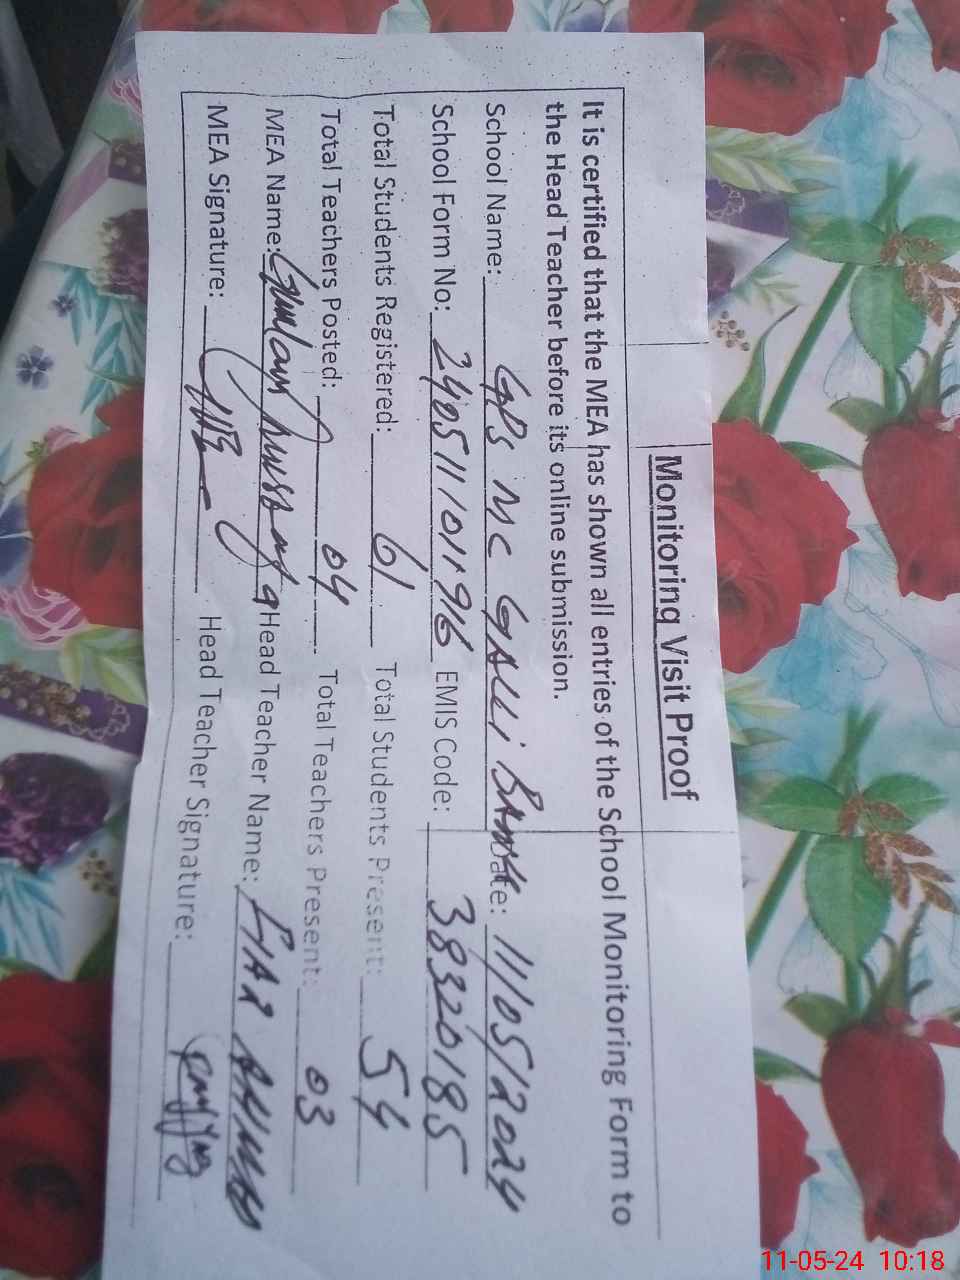 Monitoring Visit Proof
It is certified that the MEA has shown all entries of the School Monitoring Form to
the Head Teacher before its online submission.
School Name: GPS MC GALLI Date: 11/05/2024
School Form No: 240511101196 EMIS Code: 38320185
Total Students Registered: 61 Total Students Present: 54
Total Teachers Posted: 04 Total Teachers Present: 03
MEA Name: Ghulam Head Teacher Name:
MEA Signature: Head Teacher Signature:
11-05-24 10:18